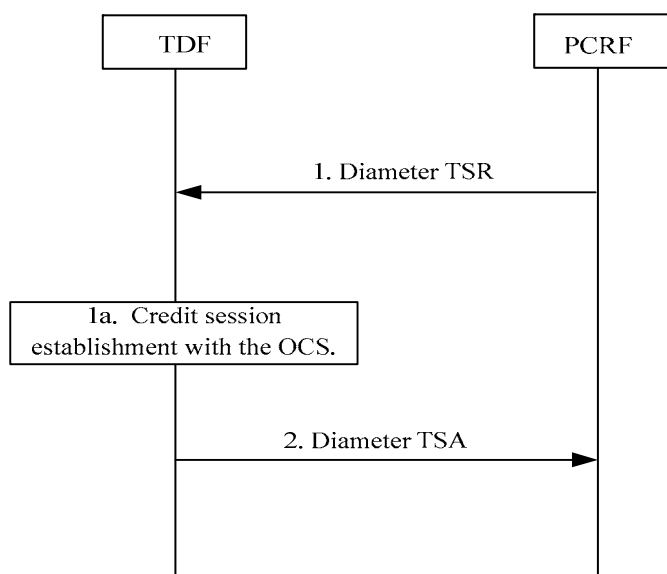 TDF
PCRF
1. Diameter TSR
1a. Credit session
establishment with the OCS.
2. Diameter TSA